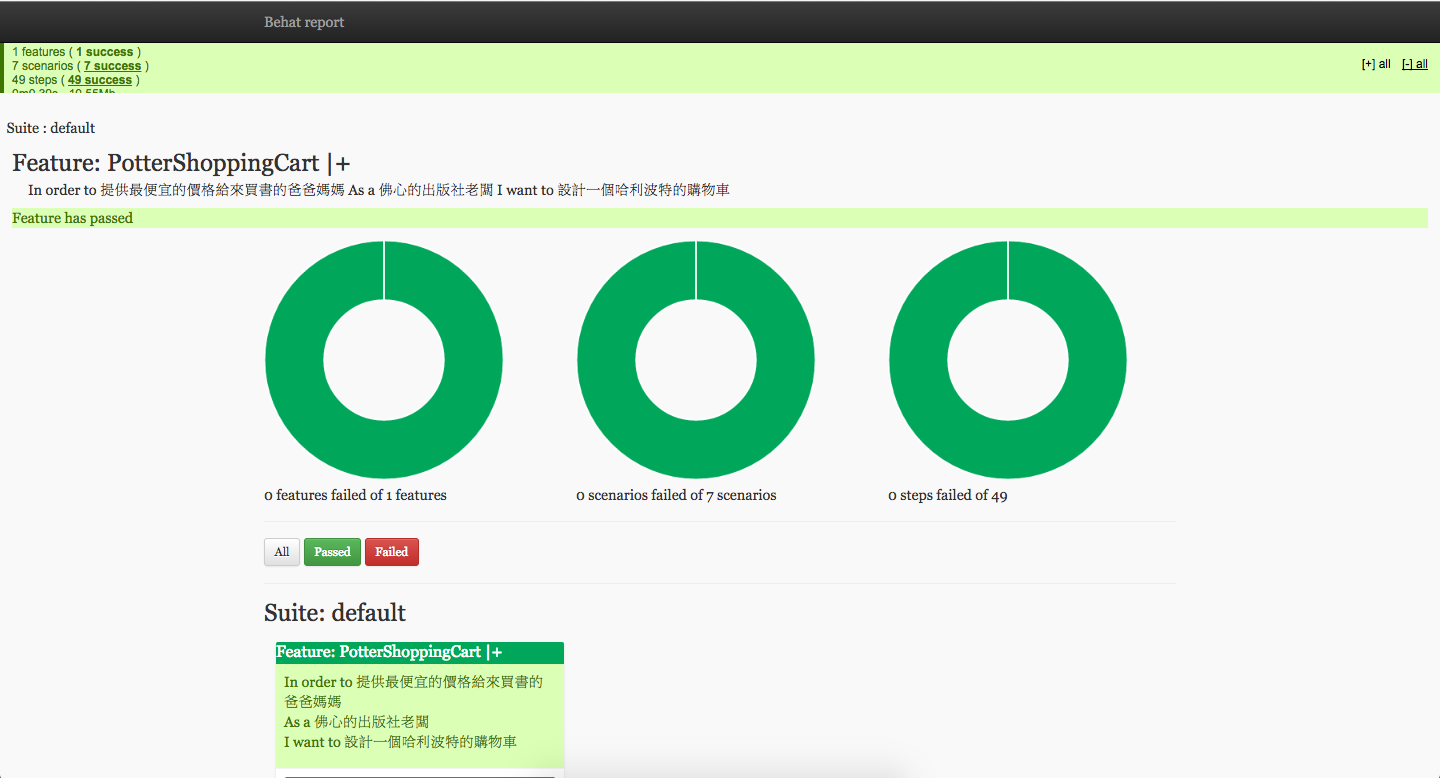 Behat report
1 features ( 1 success )
7 scenarios ( 7 success )
49 steps ( 49 success )
0m0.39s - 10.55Mb
[+] all [-] all
Suite : default
Feature: PotterShoppingCart |+
In order to 提供最便宜的價格給來買書的爸爸媽媽 As a 佛心的出版社老闆 I want to 設計一個哈利波特的購物車
Feature has passed
0 features failed of 1 features
0 scenarios failed of 7 scenarios
0 steps failed of 49
All Passed Failed
Suite: default
Feature: PotterShoppingCart |+
In order to 提供最便宜的價格給來買書的
爸爸媽媽
As a 佛心的出版社老闆
I want to 設計一個哈利波特的購物車